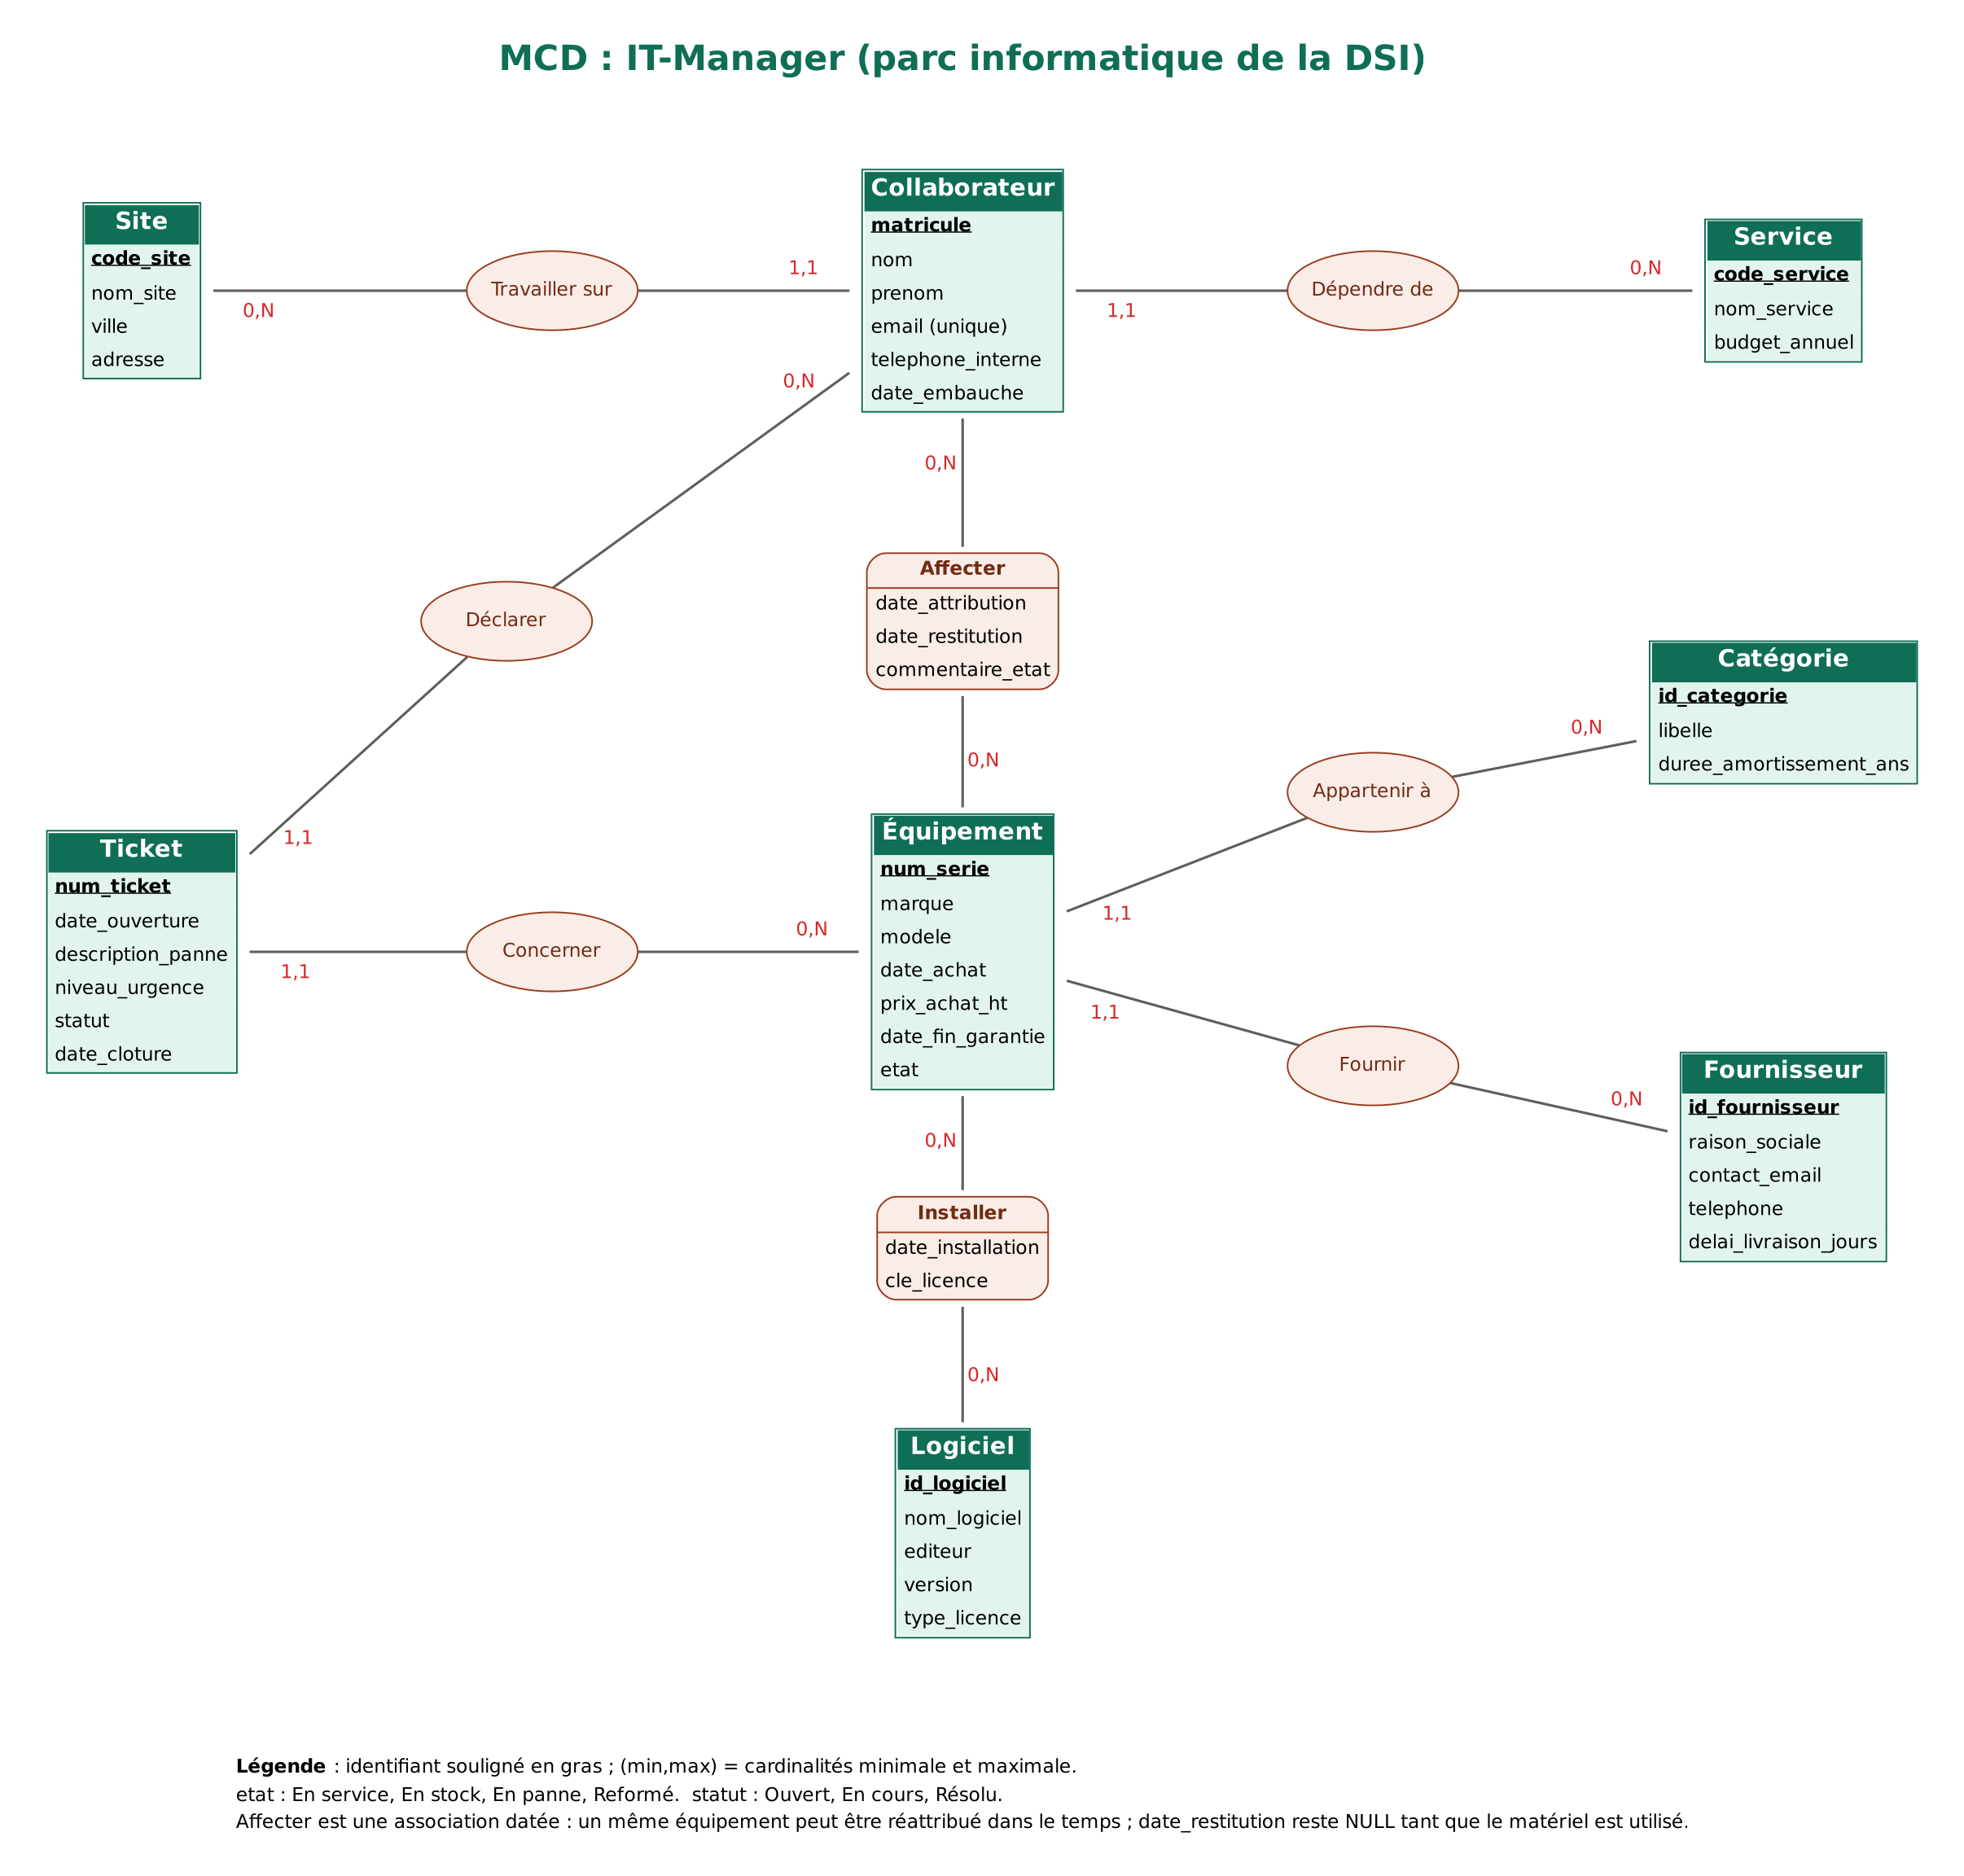 MCD : IT-Manager (parc informatique de la DSI)
Site
code_site
nom_site
ville
adresse
0,N
Travailler sur
1,1
Collaborateur
matricule
nom
prenom
email (unique)
telephone_interne
date_embauche
1,1
Dépendre de
0,N
Service
code_service
nom_service
budget_annuel
0,N
Déclarer
1,1
0,N
Affecter
date_attribution
date_restitution
commentaire_etat
0,N
Catégorie
id_categorie
libelle
duree_amortissement_ans
0,N
Appartenir à
1,1
Ticket
num_ticket
date_ouverture
description_panne
niveau_urgence
statut
date_cloture
1,1
Concerner
0,N
Équipement
num_serie
marque
modele
date_achat
prix_achat_ht
date_fin_garantie
etat
1,1
Fournir
0,N
Fournisseur
id_fournisseur
raison_sociale
contact_email
telephone
delai_livraison_jours
0,N
Installer
date_installation
cle_licence
0,N
Logiciel
id_logiciel
nom_logiciel
editeur
version
type_licence
Légende : identifiant souligné en gras ; (min,max) = cardinalités minimale et maximale.
etat : En service, En stock, En panne, Reformé. statut : Ouvert, En cours, Résolu.
Affecter est une association datée : un même équipement peut être réattribué dans le temps ; date_restitution reste NULL tant que le matériel est utilisé.